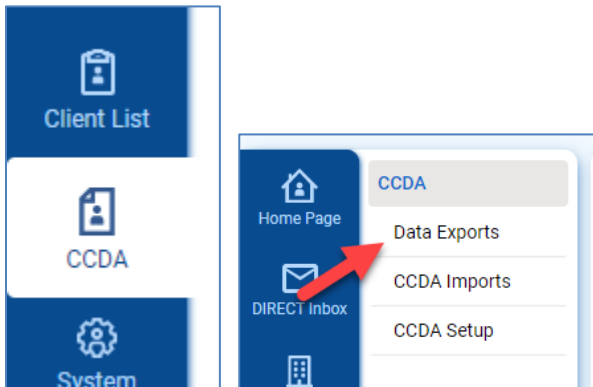 Client List
CCDA
System
CCDA
Home Page
Data Exports
CCDA Imports
DIRECT Inbox
CCDA Setup